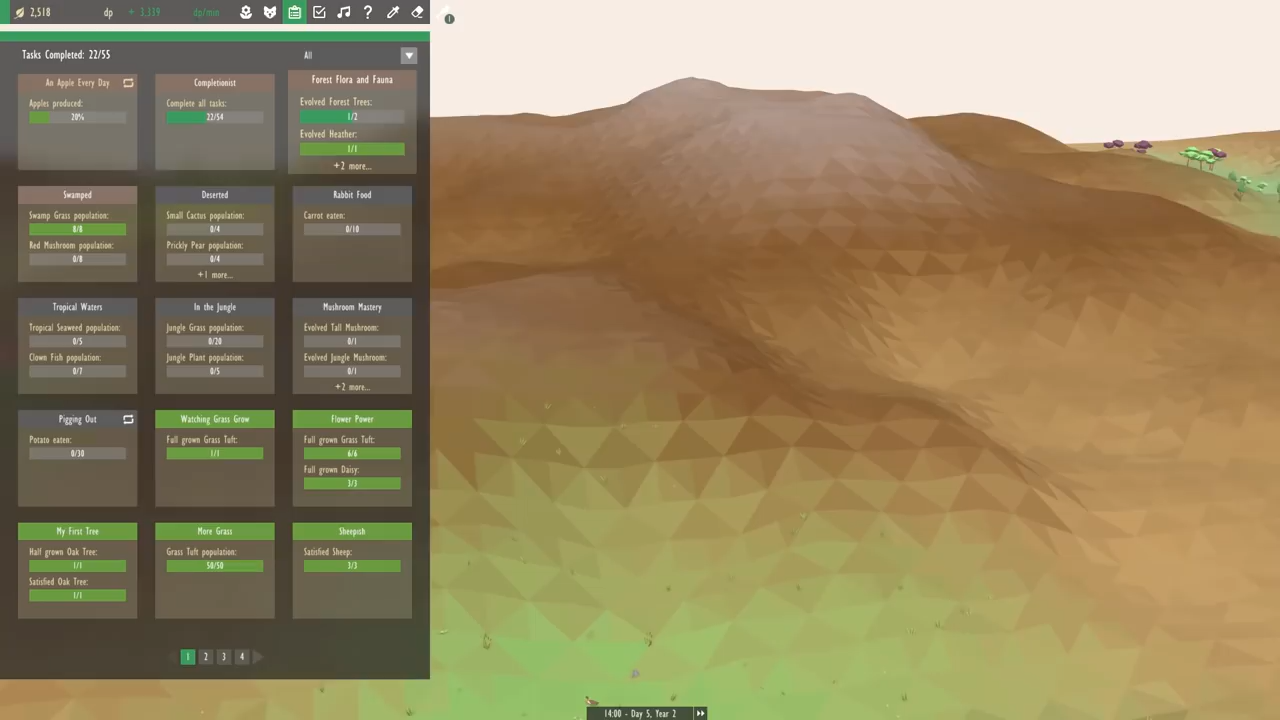 2,518 dp + 3,339 dp/min
Tasks Completed: 22/55
All
An Apple Every Day
Apples produced:
20%
Completionist
Complete all tasks:
22/54
Forest Flora and Fauna
Evolved Forest Trees:
1/2
Evolved Heather:
1/1
+2 more...
Swamped
Swamp Grass population:
8/8
Red Mushroom population:
0/8
Deserted
Small Cactus population:
0/4
Prickly Pear population:
0/4
+1 more...
Rabbit Food
Carrot eaten:
0/10
Tropical Waters
Tropical Seaweed population:
0/5
Clown Fish population:
0/7
In the Jungle
Jungle Grass population:
0/20
Jungle Plant population:
0/5
Mushroom Mastery
Evolved Tall Mushroom:
0/1
Evolved Jungle Mushroom:
0/1
+2 more...
Pigging Out
Potato eaten:
0/30
Watching Grass Grow
Full grown Grass Tuft:
1/1
Flower Power
Full grown Grass Tuft:
6/6
Full grown Daisy:
3/3
My First Tree
Half grown Oak Tree:
1/1
Satisfied Oak Tree:
1/1
More Grass
Grass Tuft population:
50/50
Sheepish
Satisfied Sheep:
3/3
1 2 3 4
14:00 - Day 5, Year 2